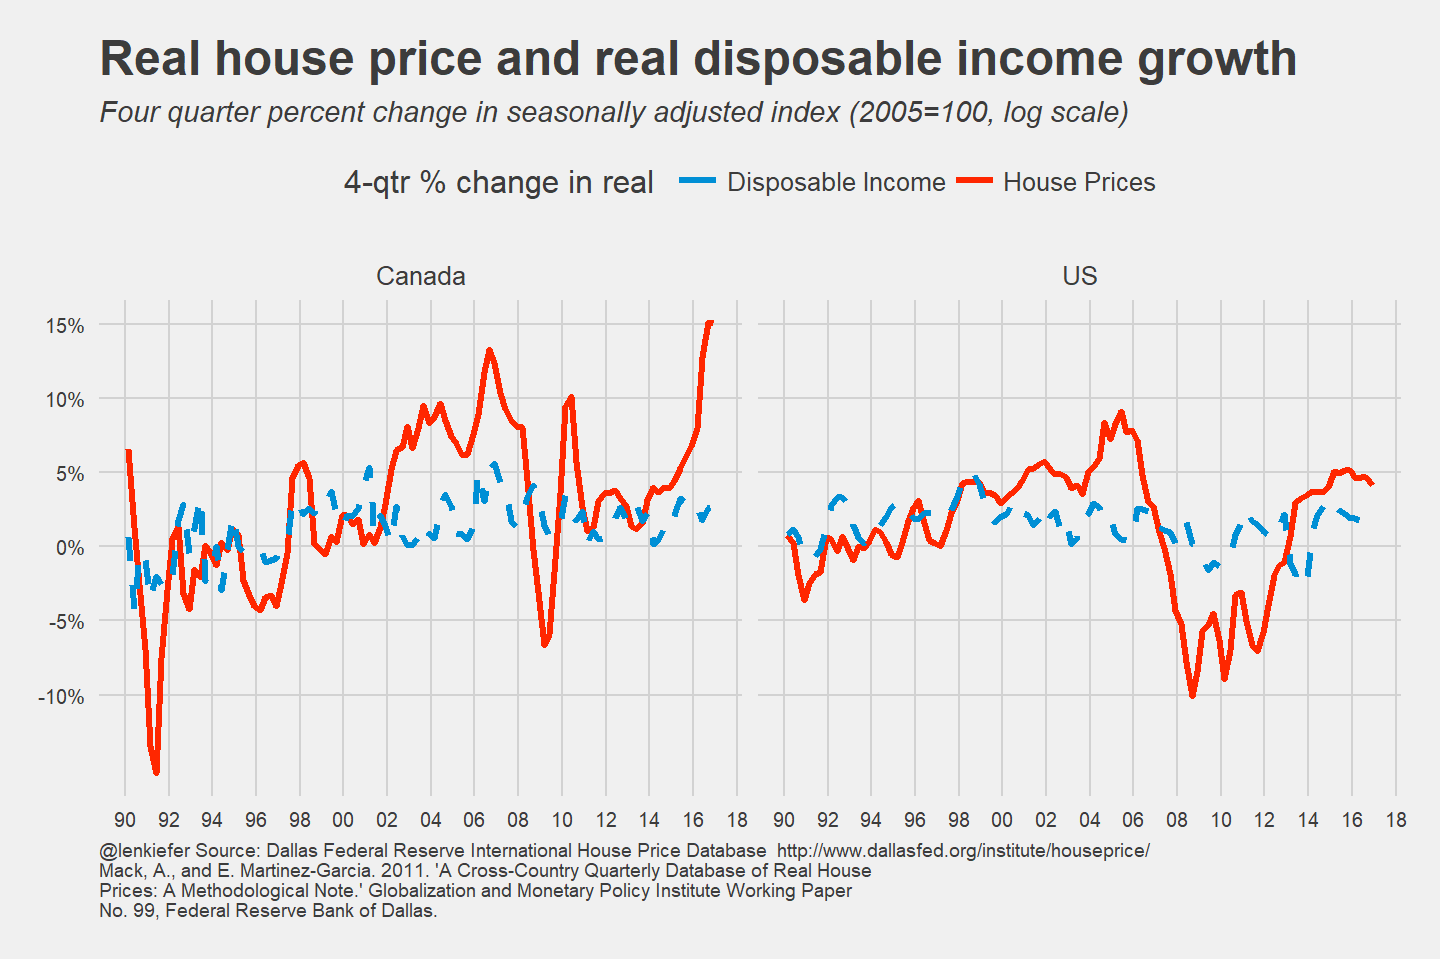 Real house price and real disposable income growth
Four quarter percent change in seasonally adjusted index (2005=100, log scale)
4-qtr % change in real Disposable Income House Prices
Canada
US
15%
10%
5%
0%
-5%
-10%
90 92 94 96 98 00 02 04 06 08 10 12 14 16 18
90 92 94 96 98 00 02 04 06 08 10 12 14 16 18
@lenkiefer Source: Dallas Federal Reserve International House Price Database http://www.dallasfed.org/institute/houseprice/
Mack, A., and E. Martinez-Garcia. 2011. 'A Cross-Country Quarterly Database of Real House
Prices: A Methodological Note.' Globalization and Monetary Policy Institute Working Paper
No. 99, Federal Reserve Bank of Dallas.